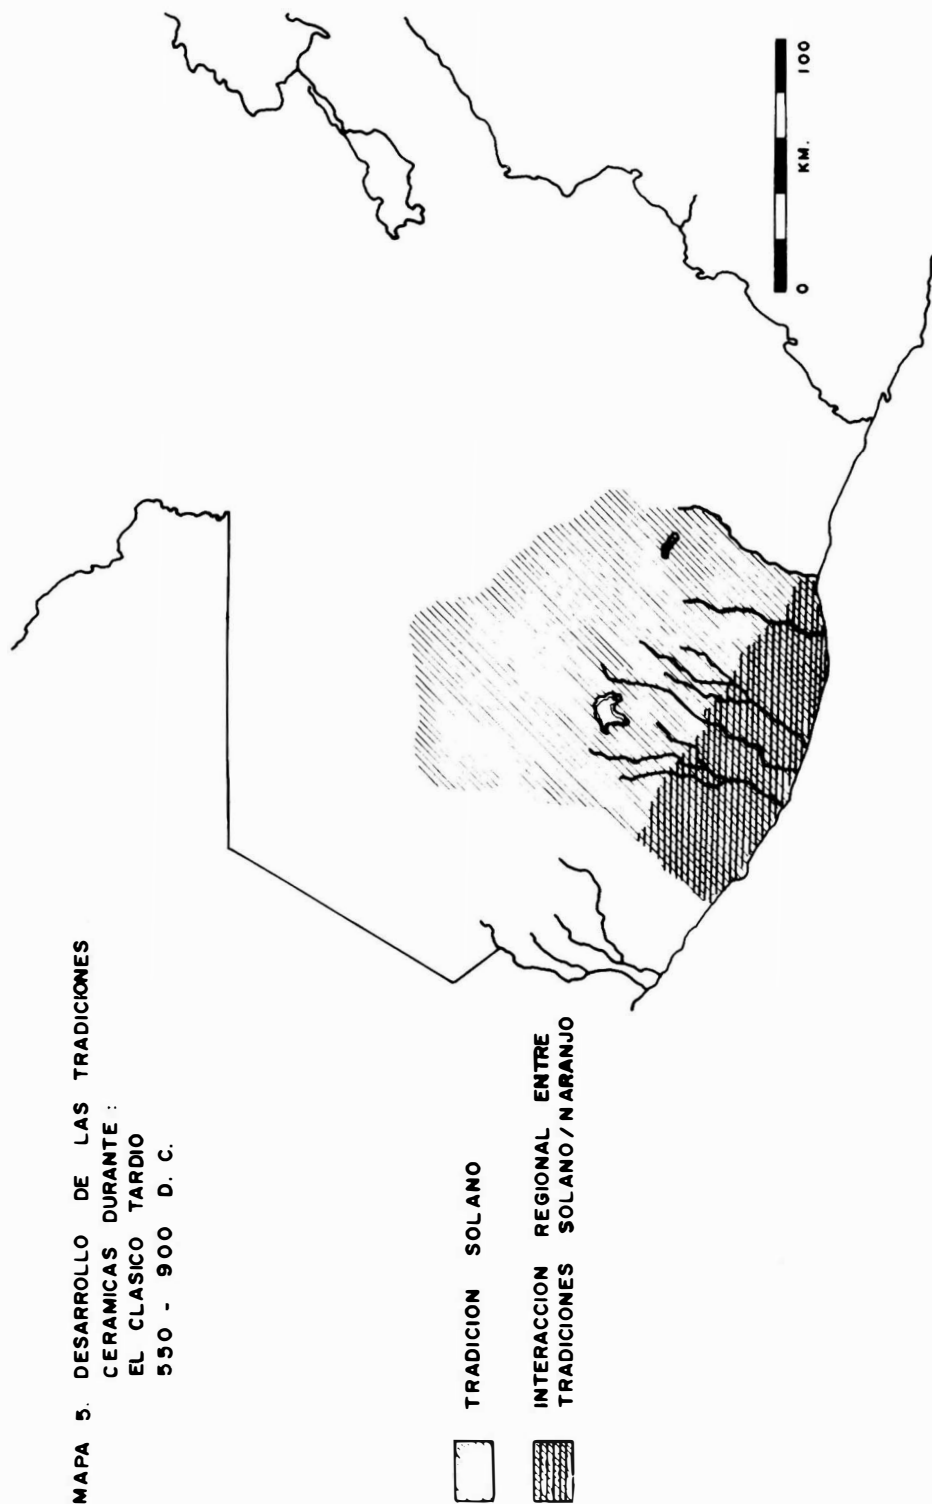 MAPA 5. DESARROLLO DE LAS TRADICIONES
CERAMICAS DURANTE :
EL CLASICO TARDIO
550 - 900 D. C.
TRADICION SOLANO
INTERACCION REGIONAL ENTRE
TRADICIONES SOLANO/NARANJO
0 KM. 100